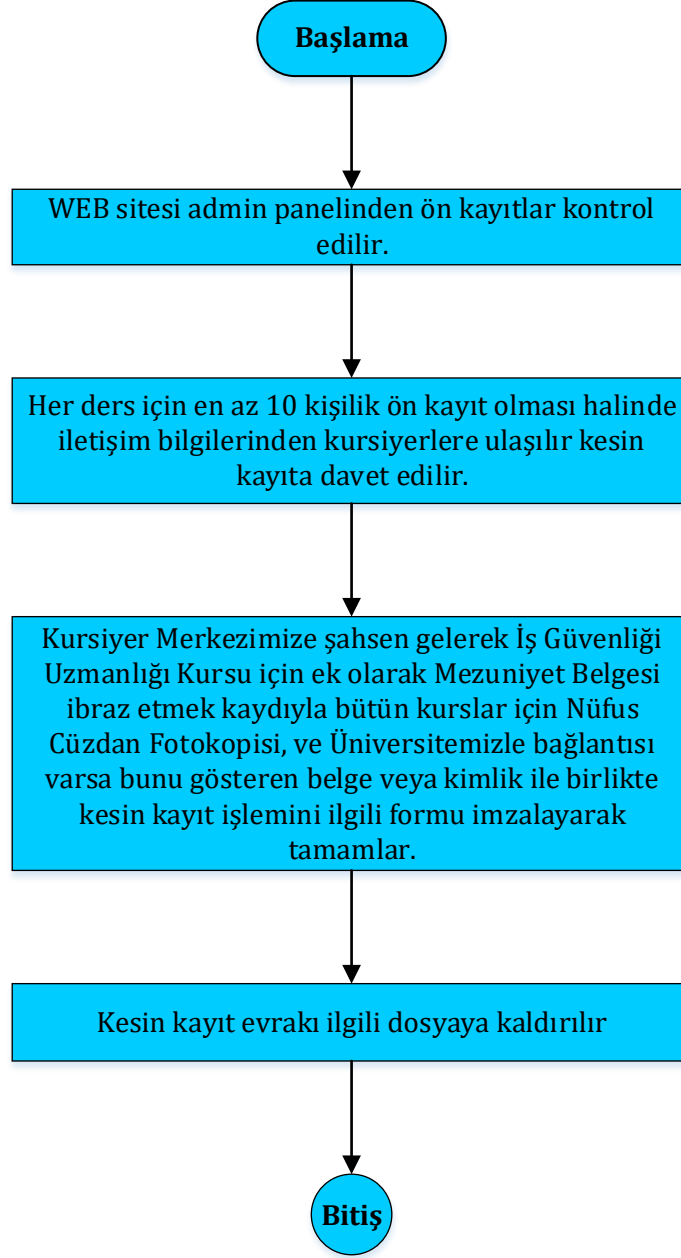 Başlama
WEB sitesi admin panelinden ön kayıtlar kontrol
edilir.
Her ders için en az 10 kişilik ön kayıt olması halinde
iletişim bilgilerinden kursiyerlere ulaşılır kesin
kayıta davet edilir.
Kursiyer Merkezimize şahsen gelerek İş Güvenliği
Uzmanlığı Kursu için ek olarak Mezuniyet Belgesi
ibraz etmek kaydıyla bütün kurslar için Nüfus
Cüzdan Fotokopisi, ve Üniversitemizle bağlantısı
varsa bunu gösteren belge veya kimlik ile birlikte
kesin kayıt işlemini ilgili formu imzalayarak
tamamlar.
Kesin kayıt evrakı ilgili dosyaya kaldırılır
Bitiş